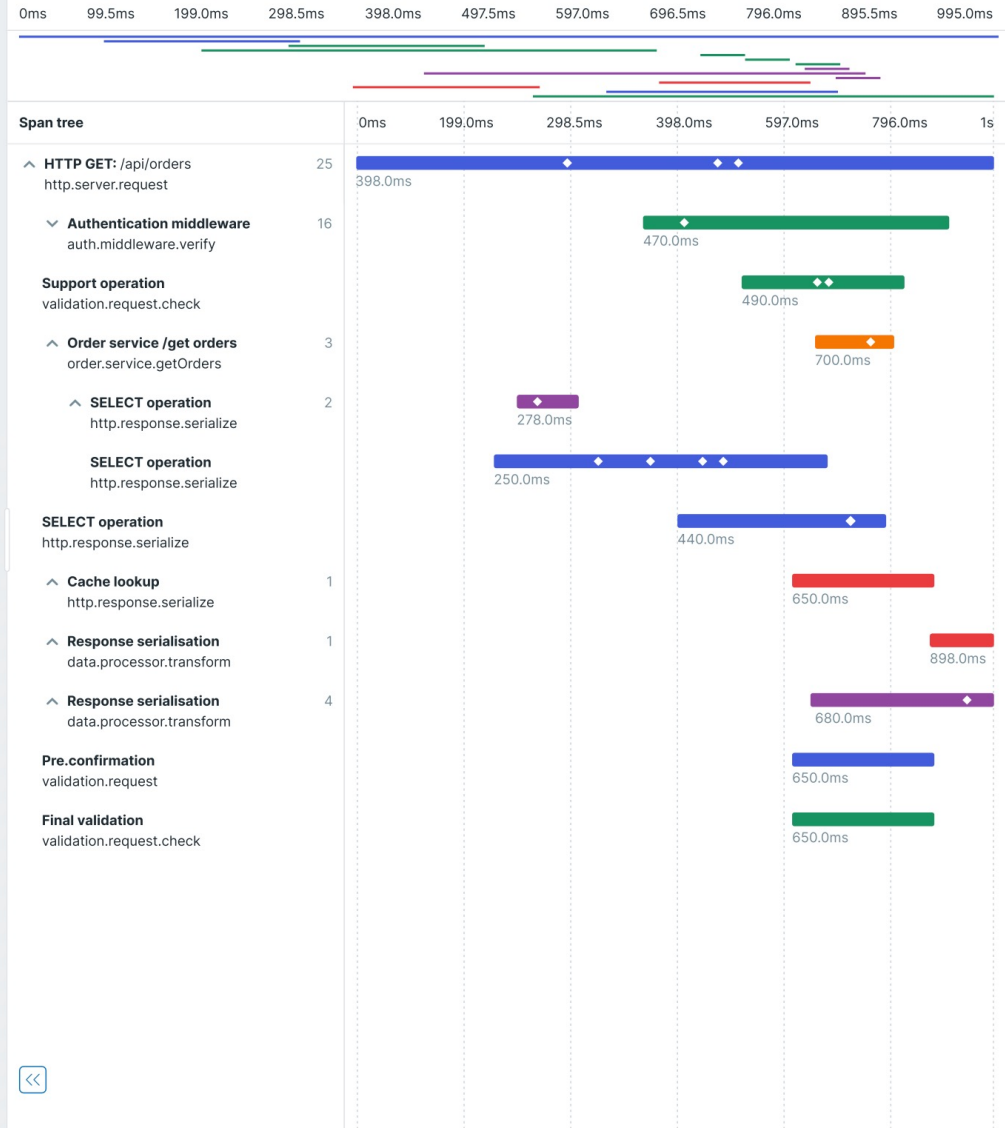 0ms 99.5ms 199.0ms 298.5ms 398.0ms 497.5ms 597.0ms 696.5ms 796.0ms 895.5ms 995.0ms
Span tree 0ms 199.0ms 298.5ms 398.0ms 597.0ms 796.0ms 1s
HTTP GET: /api/orders 25
http.server.request 398.0ms
Authentication middleware 16
auth.middleware.verify 470.0ms
Support operation
validation.request.check 490.0ms
Order service /get orders 3
order.service.getOrders 700.0ms
SELECT operation 2
http.response.serialize 278.0ms
SELECT operation
http.response.serialize 250.0ms
SELECT operation
http.response.serialize 440.0ms
Cache lookup 1
http.response.serialize 650.0ms
Response serialisation 1
data.processor.transform 898.0ms
Response serialisation 4
data.processor.transform 680.0ms
Pre.confirmation
validation.request 650.0ms
Final validation
validation.request.check 650.0ms